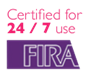 Certified for
24 / 7 use
FIRA